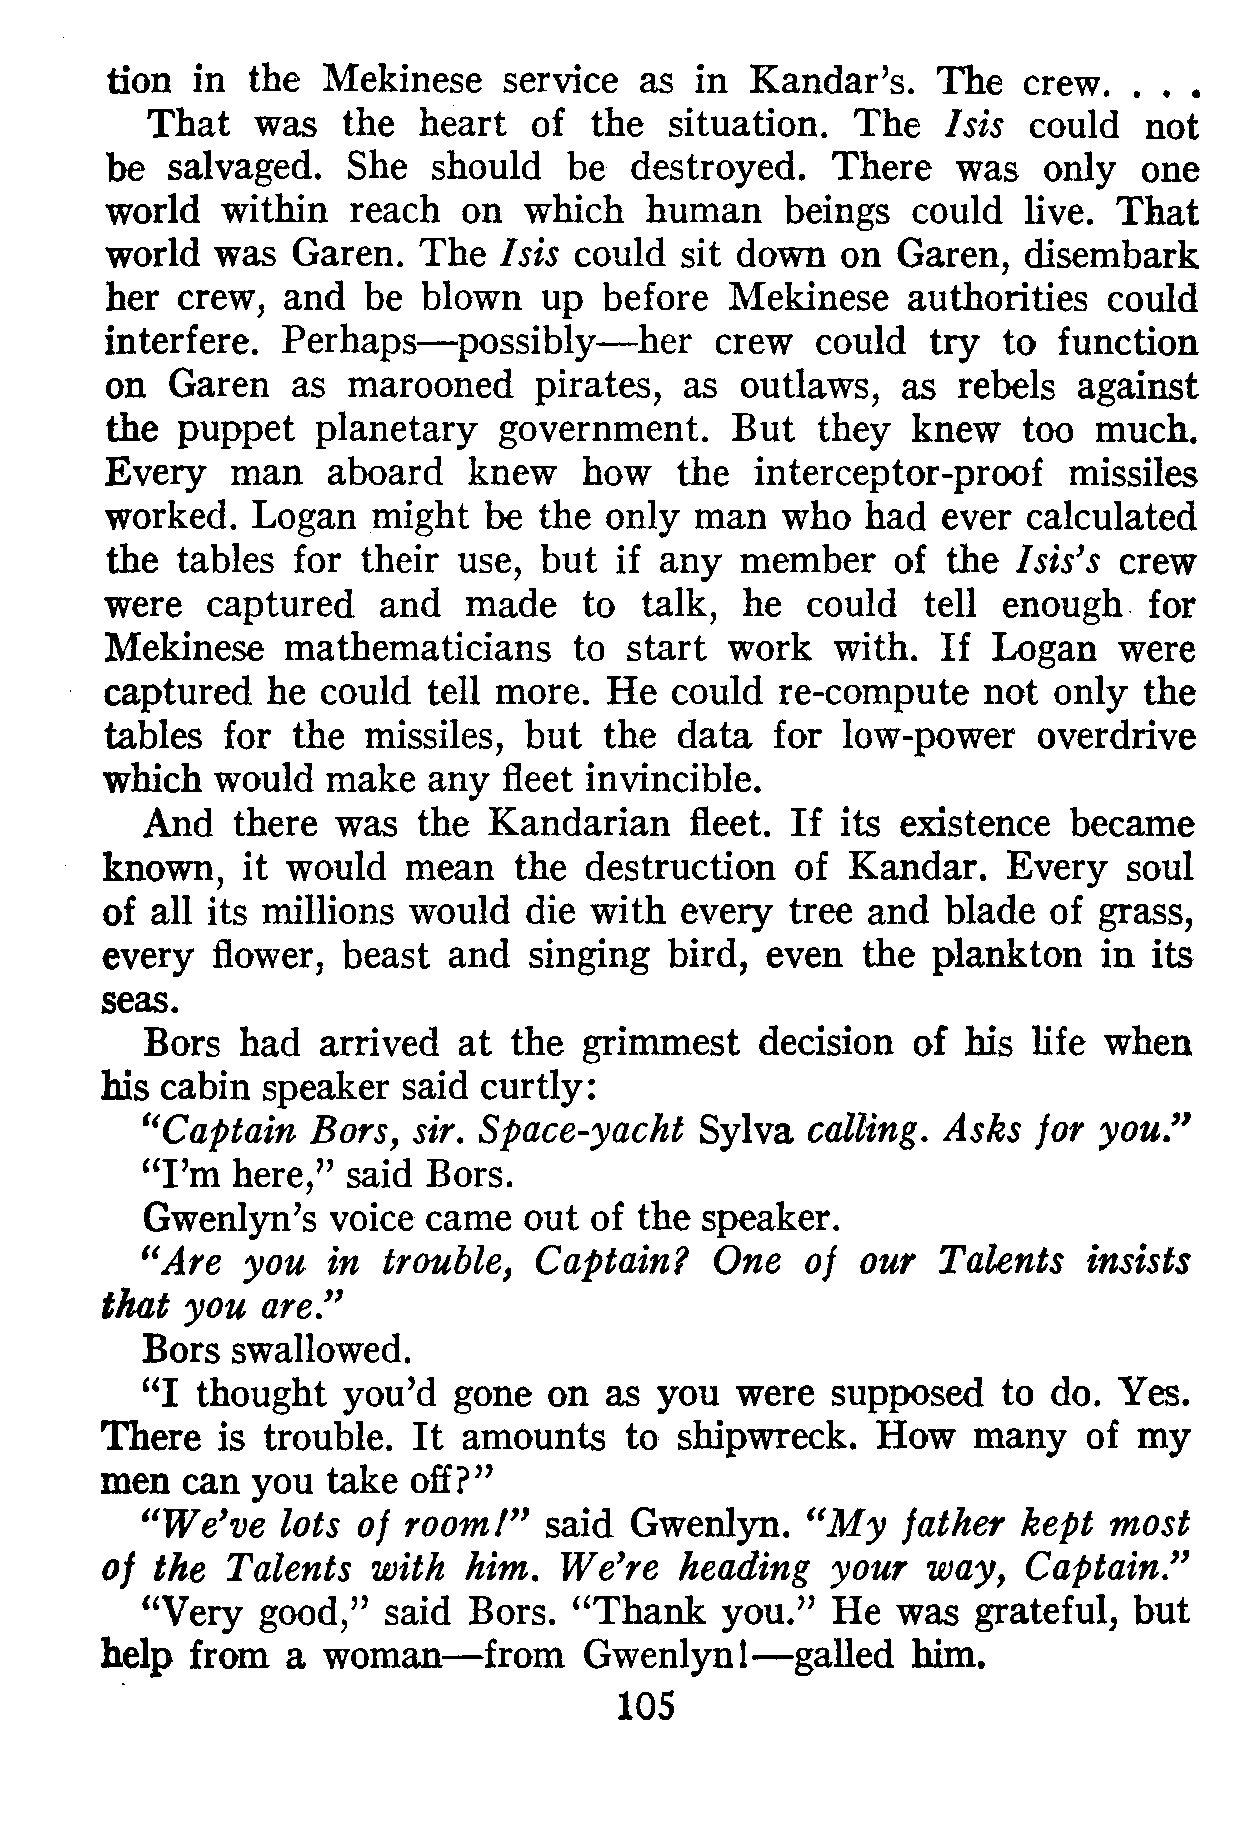 tion in the Mekinese service as in Kandar's. The crew. . . .
That was the heart of the situation. The Isis could not
be salvaged. She should be destroyed. There was only one
world within reach on which human beings could live. That
world was Garen. The Isis could sit down on Garen, disembark
her crew, and be blown up before Mekinese authorities could
interfere. Perhaps—possibly—her crew could try to function
on Garen as marooned pirates, as outlaws, as rebels against
the puppet planetary government. But they knew too much.
Every man aboard knew how the interceptor-proof missiles
worked. Logan might be the only man who had ever calculated
the tables for their use, but if any member of the Isis's crew
were captured and made to talk, he could tell enough for
Mekinese mathematicians to start work with. If Logan were
captured he could tell more. He could re-compute not only the
tables for the missiles, but the data for low-power overdrive
which would make any fleet invincible.
And there was the Kandarian fleet. If its existence became
known, it would mean the destruction of Kandar. Every soul
of all its millions would die with every tree and blade of grass,
every flower, beast and singing bird, even the plankton in its
seas.
Bors had arrived at the grimmest decision of his life when
his cabin speaker said curtly:
"Captain Bors, sir. Space-yacht Sylva calling. Asks for you."
"I'm here," said Bors.
Gwenlyn's voice came out of the speaker.
"Are you in trouble, Captain? One of our Talents insists
that you are."
Bors swallowed.
"I thought you'd gone on as you were supposed to do. Yes.
There is trouble. It amounts to shipwreck. How many of my
men can you take off?"
"We've lots of room!" said Gwenlyn. "My father kept most
of the Talents with him. We're heading your way, Captain."
"Very good," said Bors. "Thank you." He was grateful, but
help from a woman—from Gwenlyn!—galled him.
105